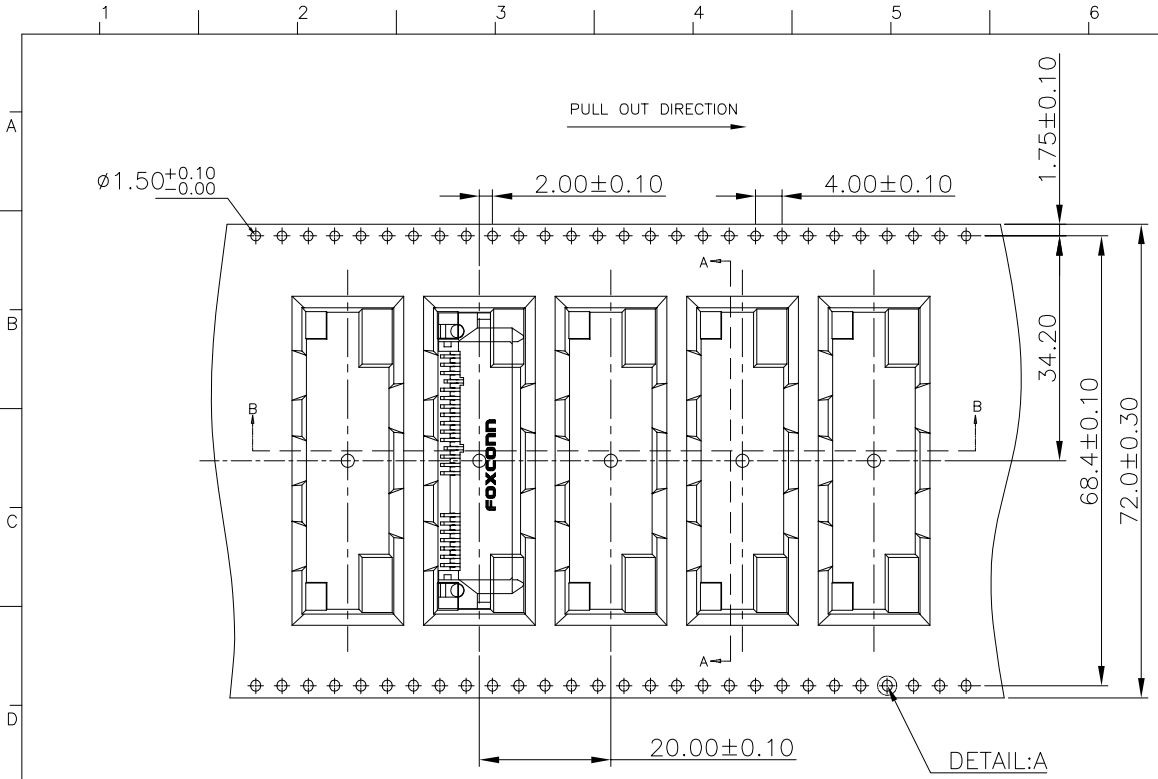 1 2 3 4 5 6
PULL OUT DIRECTION
A
B
C
D
ø1.50+0.10
-0.00
2.00±0.10
4.00±0.10
1.75±0.10
34.20
68.4±0.10
72.0±0.30
A
B
B
FOXCONN
A
20.00±0.10
DETAIL:A